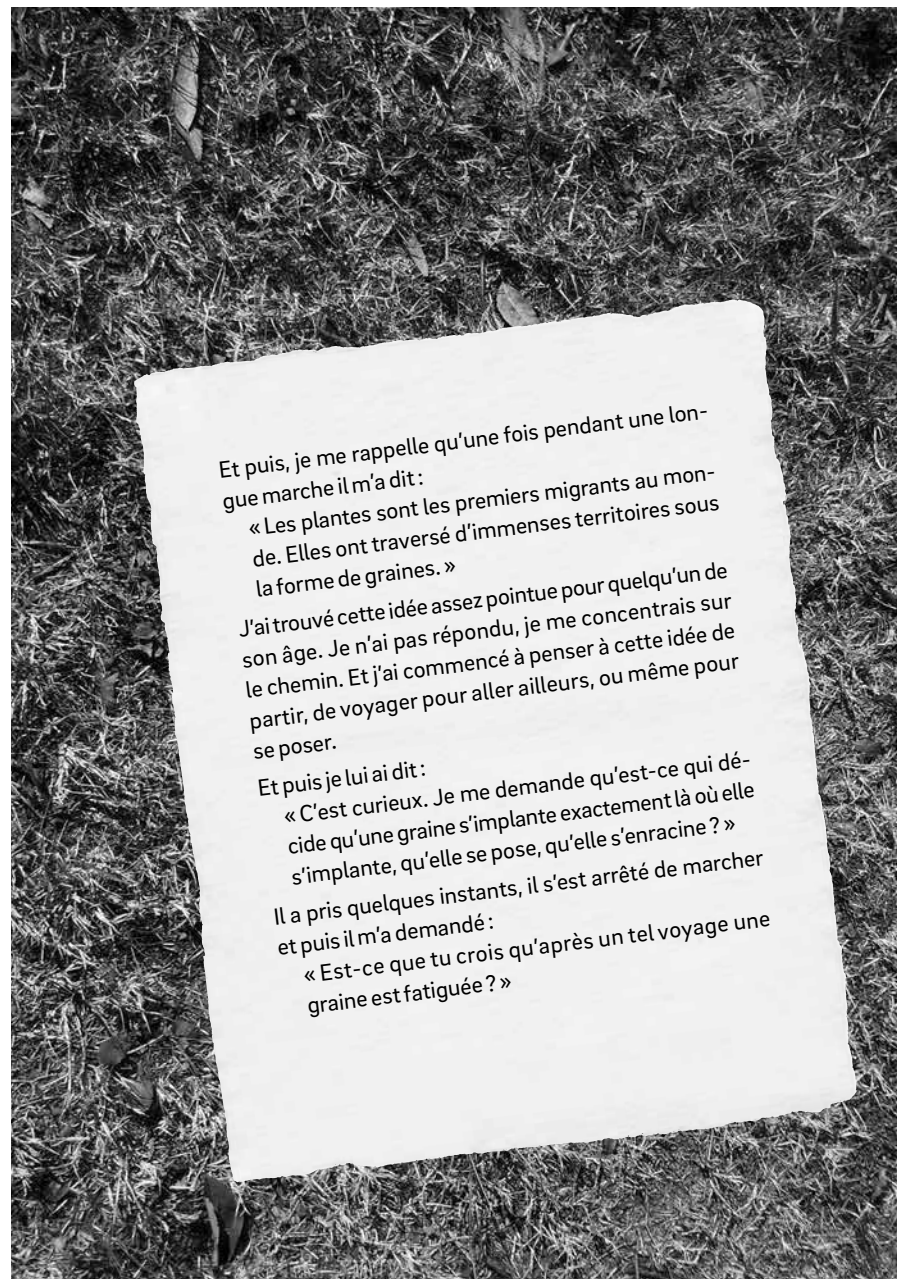 Et puis, je me rappelle qu'une fois pendant une lon-
gue marche il m'a dit :
« Les plantes sont les premiers migrants au mon-
de. Elles ont traversé d'immenses territoires sous
la forme de graines. »
J'ai trouvé cette idée assez pointue pour quelqu'un de
son âge. Je n'ai pas répondu, je me concentrais sur
le chemin. Et j'ai commencé à penser à cette idée de
partir, de voyager pour aller ailleurs, ou même pour
se poser.
Et puis je lui ai dit :
« C'est curieux. Je me demande qu'est-ce qui dé-
cide qu'une graine s'implante exactement là où elle
s'implante, qu'elle se pose, qu'elle s'enracine ? »
Il a pris quelques instants, il s'est arrêté de marcher
et puis il m'a demandé :
« Est-ce que tu crois qu'après un tel voyage une
graine est fatiguée ? »